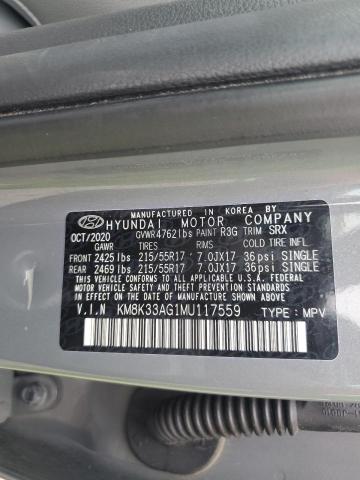 MANUFACTURED IN KOREA BY
HYUNDAI MOTOR COMPANY
OCT/2020 GVWR4762lbs PAINT R3G TRIM SRX
GAWR TIRES RIMS COLD TIRE INFL
FRONT 2425lbs 215/55R17 7.0JX17 36psi SINGLE
REAR 2469lbs 215/55R17 7.0JX17 36psi SINGLE
THIS VEHICLE CONFORMS TO ALL APPLICABLE U.S.A. FEDERAL
MOTOR VEHICLE SAFETY, BUMPER AND THEFT PREVENTION
STANDARDS IN EFFECT ON THE DATE OF MANUFACTURE SHOWN ABOVE.
V.I.N KM8K33AG1MU117559 TYPE : MPV